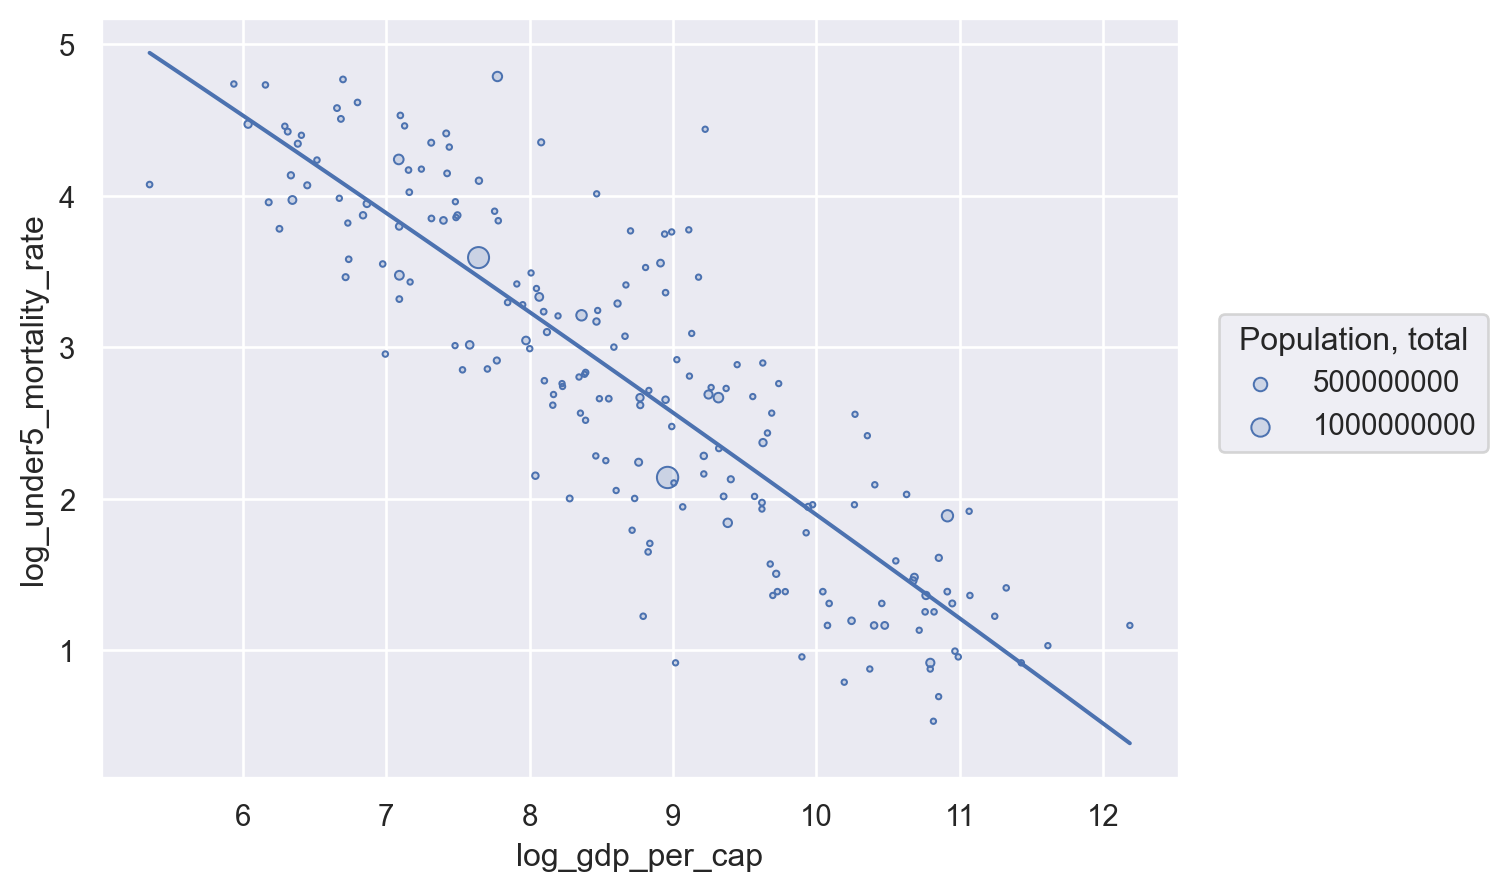 5
4
3
2
1
log_under5_mortality_rate
6 7 8 9 10 11 12
log_gdp_per_cap
Population, total
500000000
1000000000